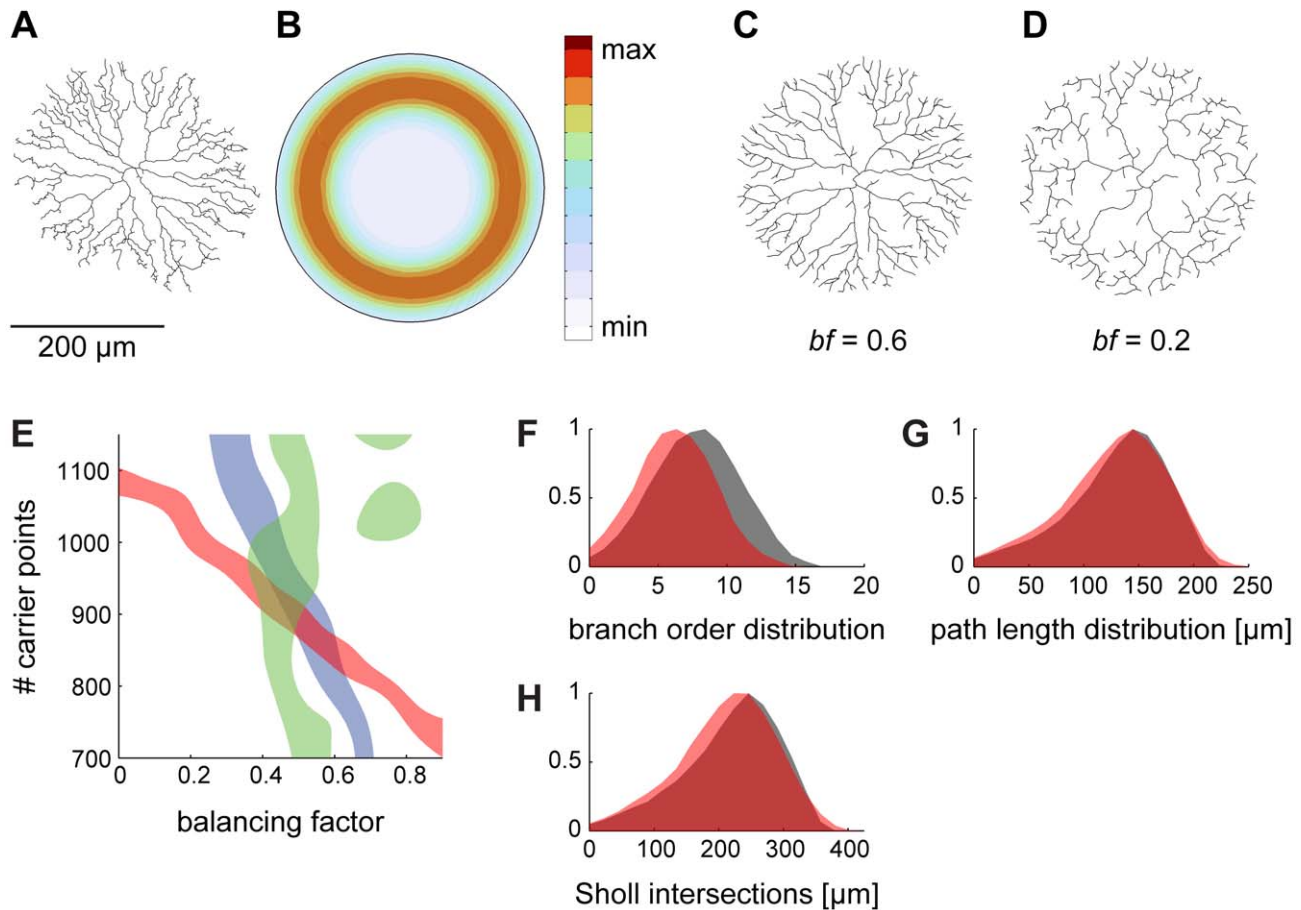 A
B
max
min
200 μm
C
D
bf = 0.6
bf = 0.2
E
# carrier points
1100
1000
900
800
700
0 0.2 0.4 0.6 0.8
balancing factor
F
1
0.5
0
0 5 10 15 20
branch order distribution
G
1
0.5
0
0 50 100 150 200 250
path length distribution [μm]
H
1
0.5
0
0 100 200 300 400
Sholl intersections [μm]